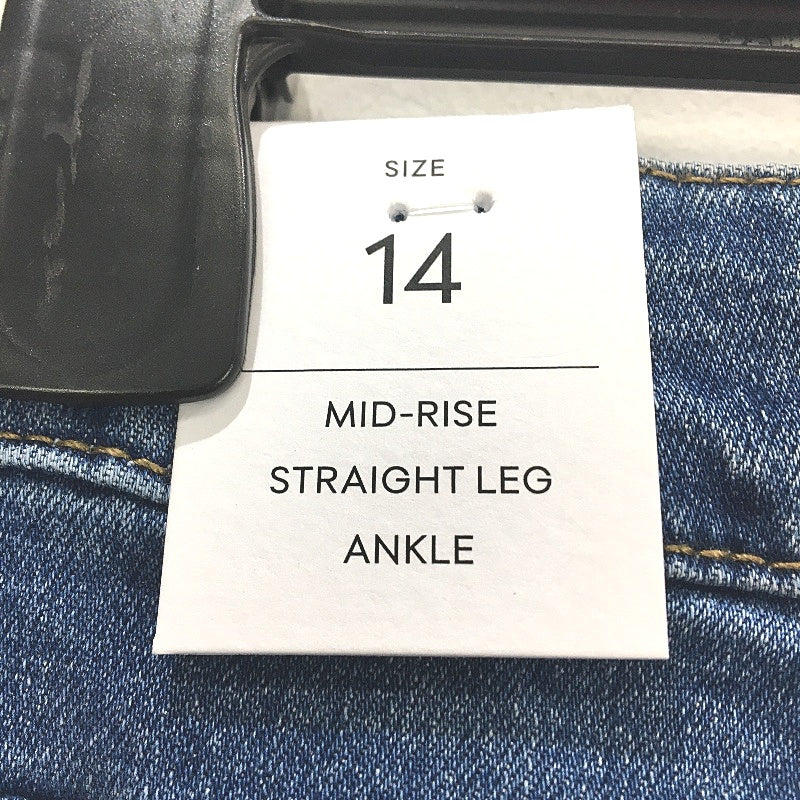 SIZE
14
MID-RISE
STRAIGHT LEG
ANKLE